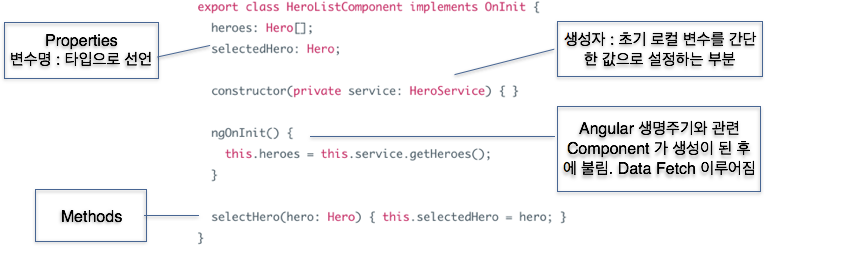 export class HeroListComponent implements OnInit {
heroes: Hero[];
selectedHero: Hero;
constructor(private service: HeroService) { }
ngOnInit() {
this.heroes = this.service.getHeroes();
}
selectHero(hero: Hero) { this.selectedHero = hero; }
}
Properties
변수명 : 타입으로 선언
생성자 : 초기 로컬 변수를 간단
한 값으로 설정하는 부분
Angular 생명주기와 관련
Component 가 생성이 된 후
에 불림. Data Fetch 이루어짐
Methods